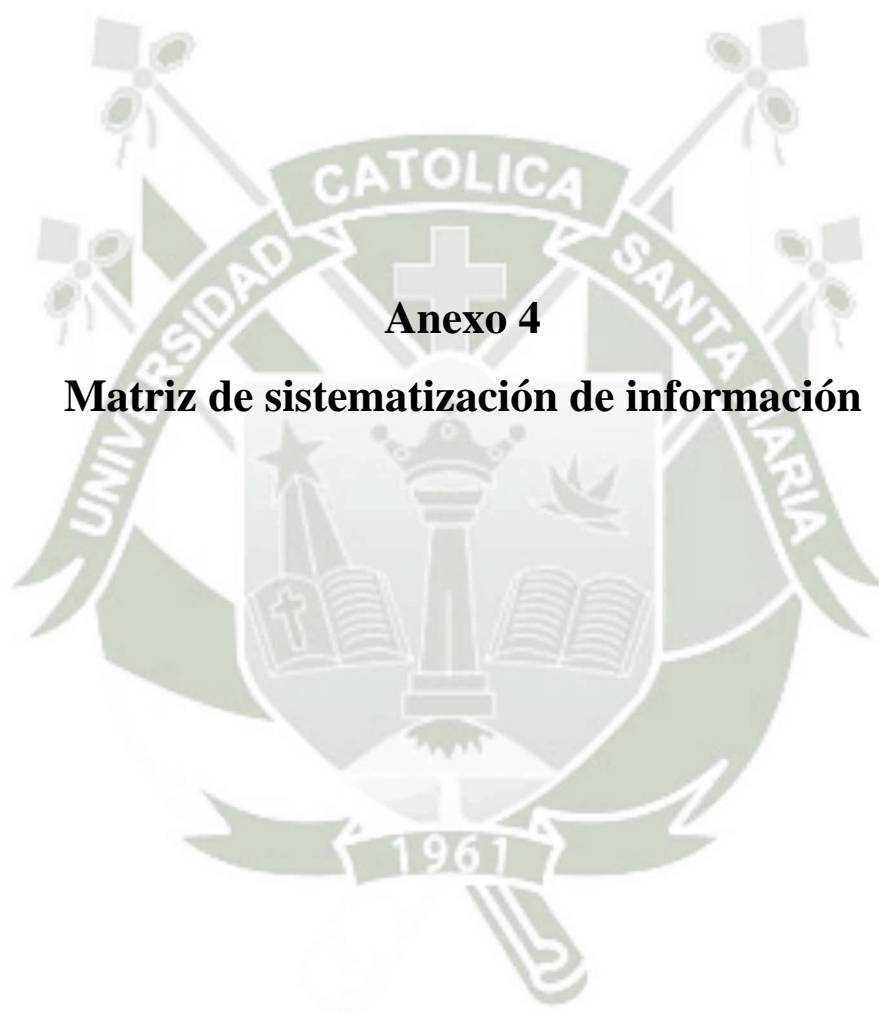 CATOLICA
UNIVERSIDAD
SANTA MARIA
Anexo 4
Matriz de sistematización de información
1961